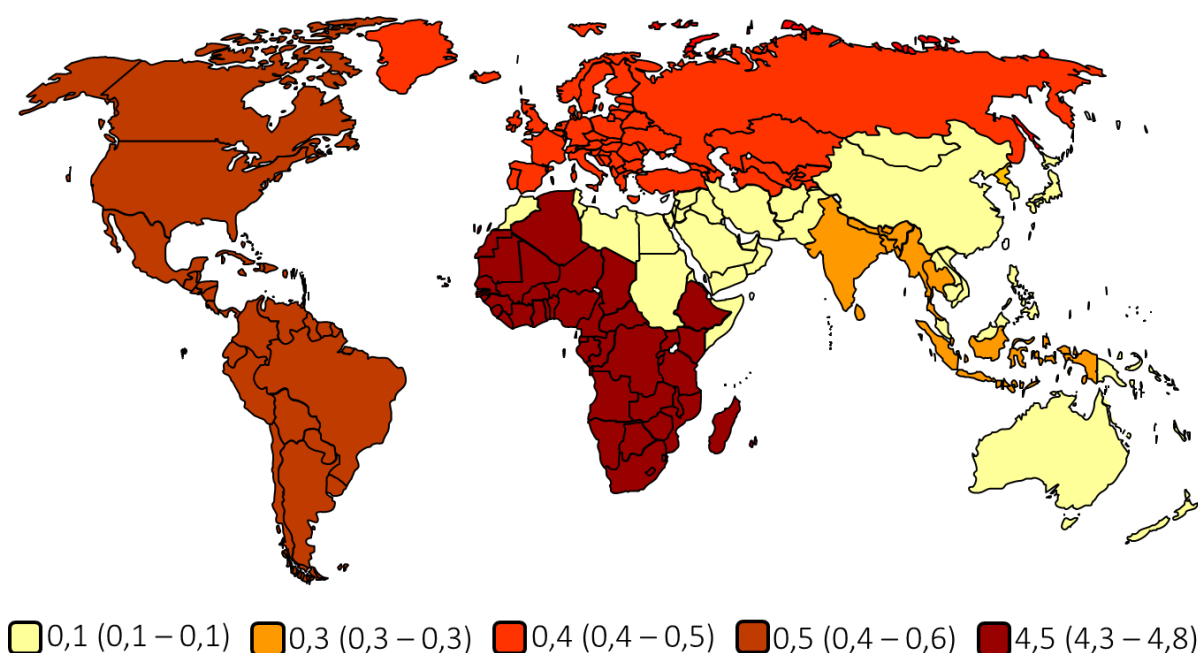 0,1 (0,1 – 0,1) 0,3 (0,3 – 0,3) 0,4 (0,4 – 0,5) 0,5 (0,4 – 0,6) 4,5 (4,3 – 4,8)